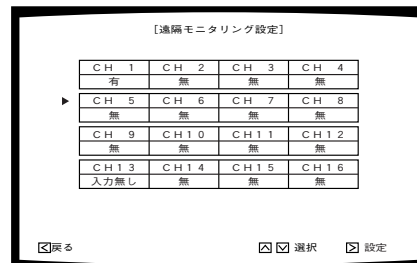 [遠隔モニタリング設定]
CH 1 CH 2 CH 3 CH 4
有 無 無 無
▶ CH 5 CH 6 CH 7 CH 8
無 無 無 無
CH 9 CH10 CH11 CH12
無 無 無 無
CH13 CH14 CH15 CH16
入力無し 無 無 無
戻る 選択 設定